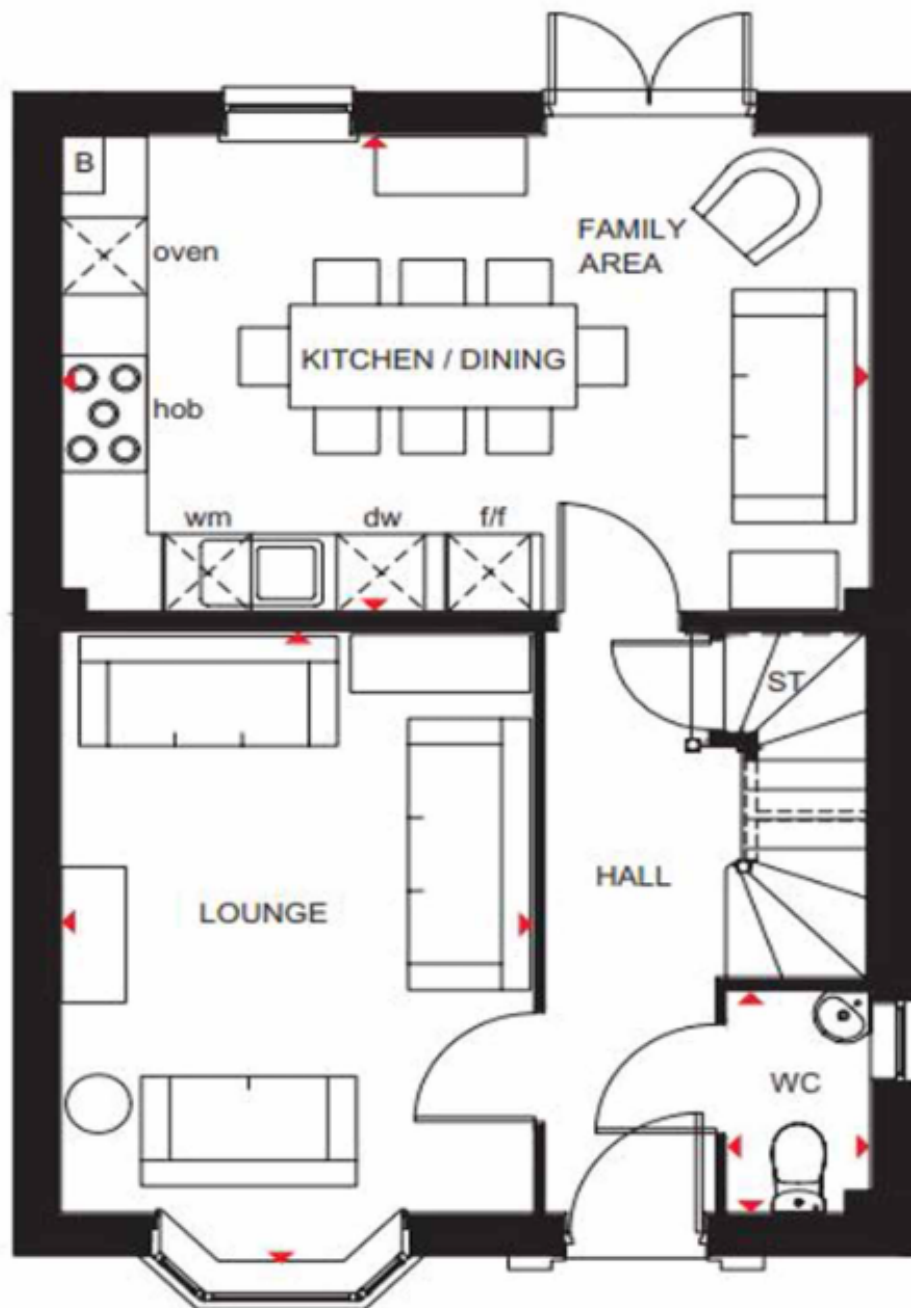 B
oven
FAMILY
AREA
KITCHEN / DINING
hob
wm
dw
f/f
ST
HALL
LOUNGE
WC